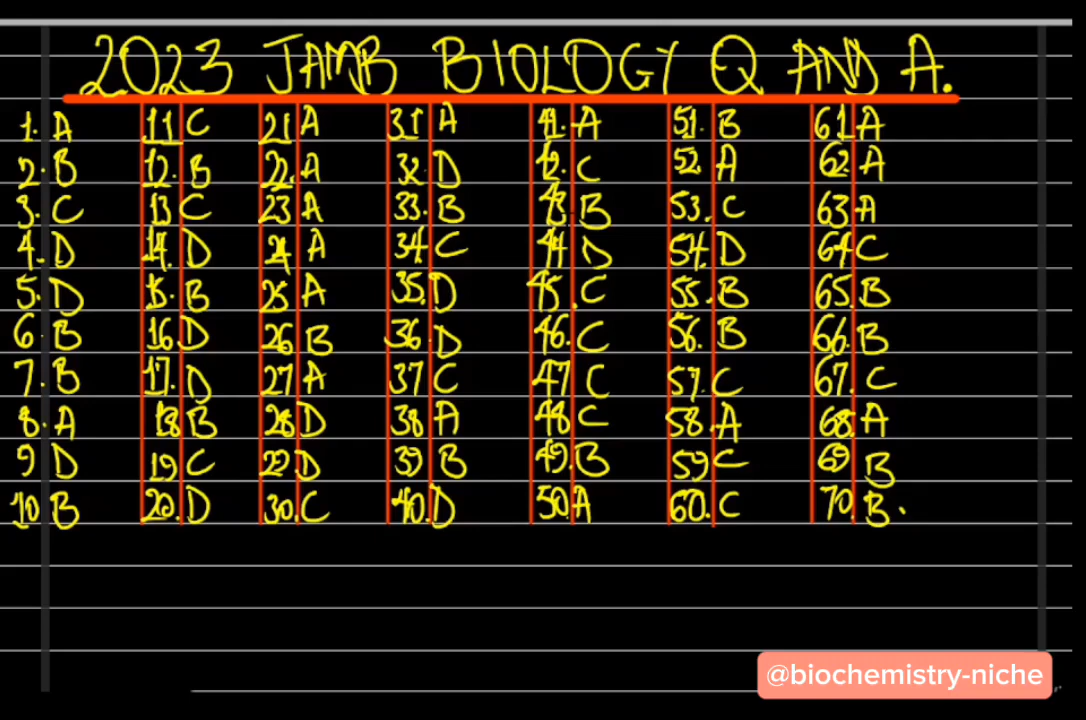 2023 JAMB BIOLOGY Q AND A.
1. A 11 C 21 A 31 A 41. A 51. B 61 A
2. B 12. B 22. A 32 D 42. C 52. A 62. A
3. C 13 C 23 A 33. B 43. B 53. C 63 A
4. D 14. D 24 A 34 C 44 D 54. D 64 C
5. D 15. B 25 A 35. D 45. C 55. B 65. B
6. B 16 D 26 B 36. D 46. C 56. B 66. B
7. B 17. D 27 A 37 C 47 C 57. C 67. C
8. A 18 B 28 D 38 A 48 C 58. A 68. A
9 D 19 C 29 D 39 B 49. B 59 C 69 B
10. B 20. D 30. C 40. D 50. A 60. C 70. B.
@biochemistry-niche